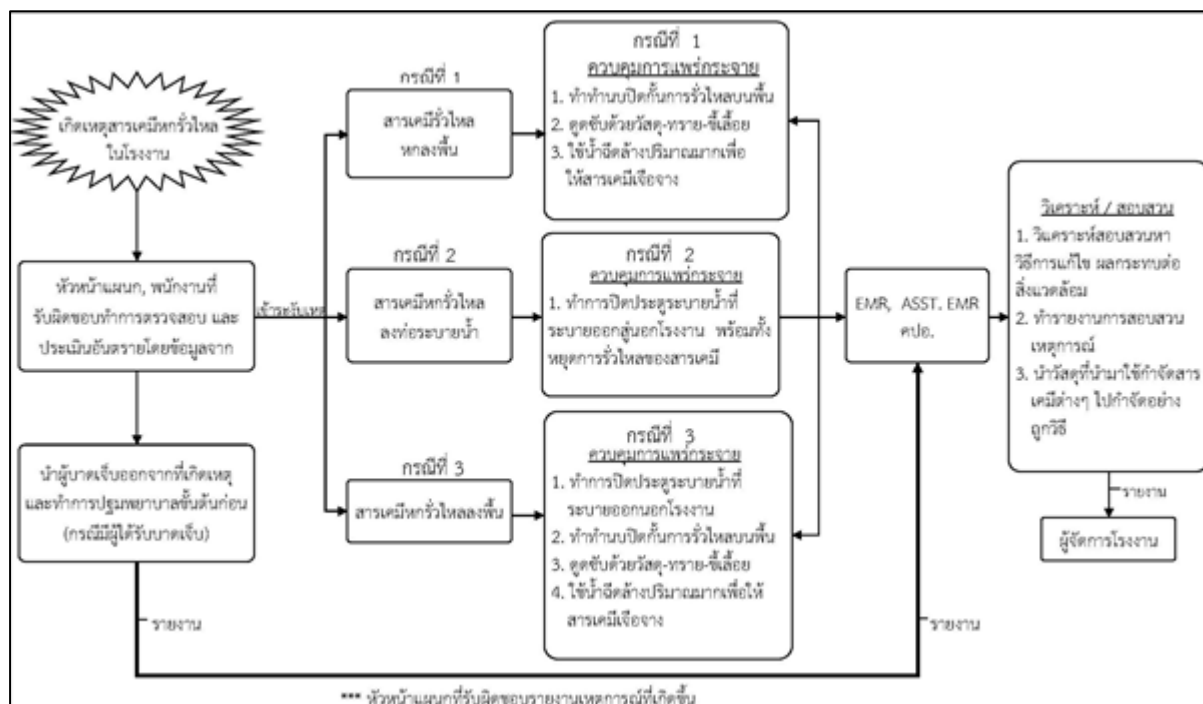 เกิดเหตุสารเคมีหกรั่วไหล
ในโรงงาน
หัวหน้าแผนก, พนักงานที่
รับผิดชอบทำการตรวจสอบ และ
ประเมินอันตรายโดยข้อมูลจาก
นำผู้บาดเจ็บออกจากที่เกิดเหตุ
และทำการปฐมพยาบาลขั้นต้นก่อน
(กรณีมีผู้ได้รับบาดเจ็บ)
รายงาน
เข้าระงับเหตุ
กรณีที่ 1
สารเคมีรั่วไหล
หกลงพื้น
กรณีที่ 2
สารเคมีหกรั่วไหล
ลงท่อระบายน้ำ
กรณีที่ 3
สารเคมีหกรั่วไหลลงพื้น
กรณีที่ 1
ควบคุมการแพร่กระจาย
1. ทำทำนบปิดกั้นการรั่วไหลบนพื้น
2. ดูดซับด้วยวัสดุ-ทราย-ขี้เลื้อย
3. ใช้น้ำฉีดล้างปริมาณมากเพื่อ
ให้สารเคมีเจือจาง
กรณีที่ 2
ควบคุมการแพร่กระจาย
1. ทำการปิดประตูระบายน้ำที่
ระบายออกสู่นอกโรงงาน พร้อมทั้ง
หยุดการรั่วไหลของสารเคมี
กรณีที่ 3
ควบคุมการแพร่กระจาย
1. ทำการปิดประตูระบายน้ำที่
ระบายออกนอกโรงงาน
2. ทำทำนบปิดกั้นการรั่วไหลบนพื้น
3. ดูดซับด้วยวัสดุ-ทราย-ขี้เลื้อย
4. ใช้น้ำฉีดล้างปริมาณมากเพื่อให้
สารเคมีเจือจาง
EMR, ASST. EMR
คปอ.
รายงาน
วิเคราะห์ / สอบสวน
1. วิแคราะห์สอบสวนหา
วิธีการแก้ไข ผลกระทบต่อ
สิ่งแวดล้อม
2. ทำรายงานการสอบสวน
เหตุการณ์
3. นำวัสดุที่นำมาใช้กำจัดสาร
เคมีต่างๆ ไปกำจัดอย่าง
ถูกวิธี
รายงาน
ผู้จัดการโรงงาน
*** หัวหน้าแผนกที่รับผิดชอบรายงานเหตุการณ์ที่เกิดขึ้น